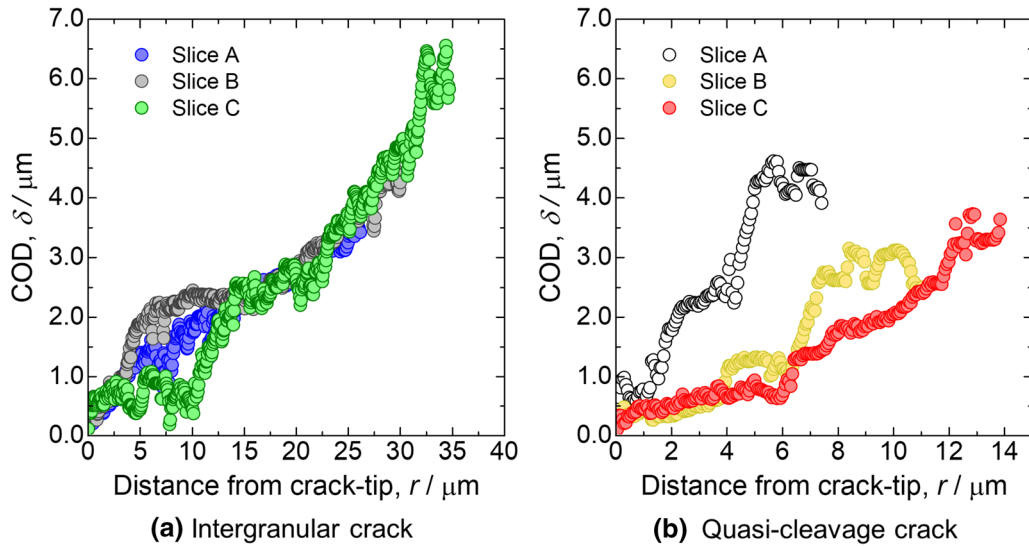 7.0
6.0
5.0
4.0
3.0
2.0
1.0
0.0
COD, δ / μm
Slice A
Slice B
Slice C
0 5 10 15 20 25 30 35 40
Distance from crack-tip, r / μm
(a) Intergranular crack
7.0
6.0
5.0
4.0
3.0
2.0
1.0
0.0
COD, δ / μm
Slice A
Slice B
Slice C
0 2 4 6 8 10 12 14
Distance from crack-tip, r / μm
(b) Quasi-cleavage crack